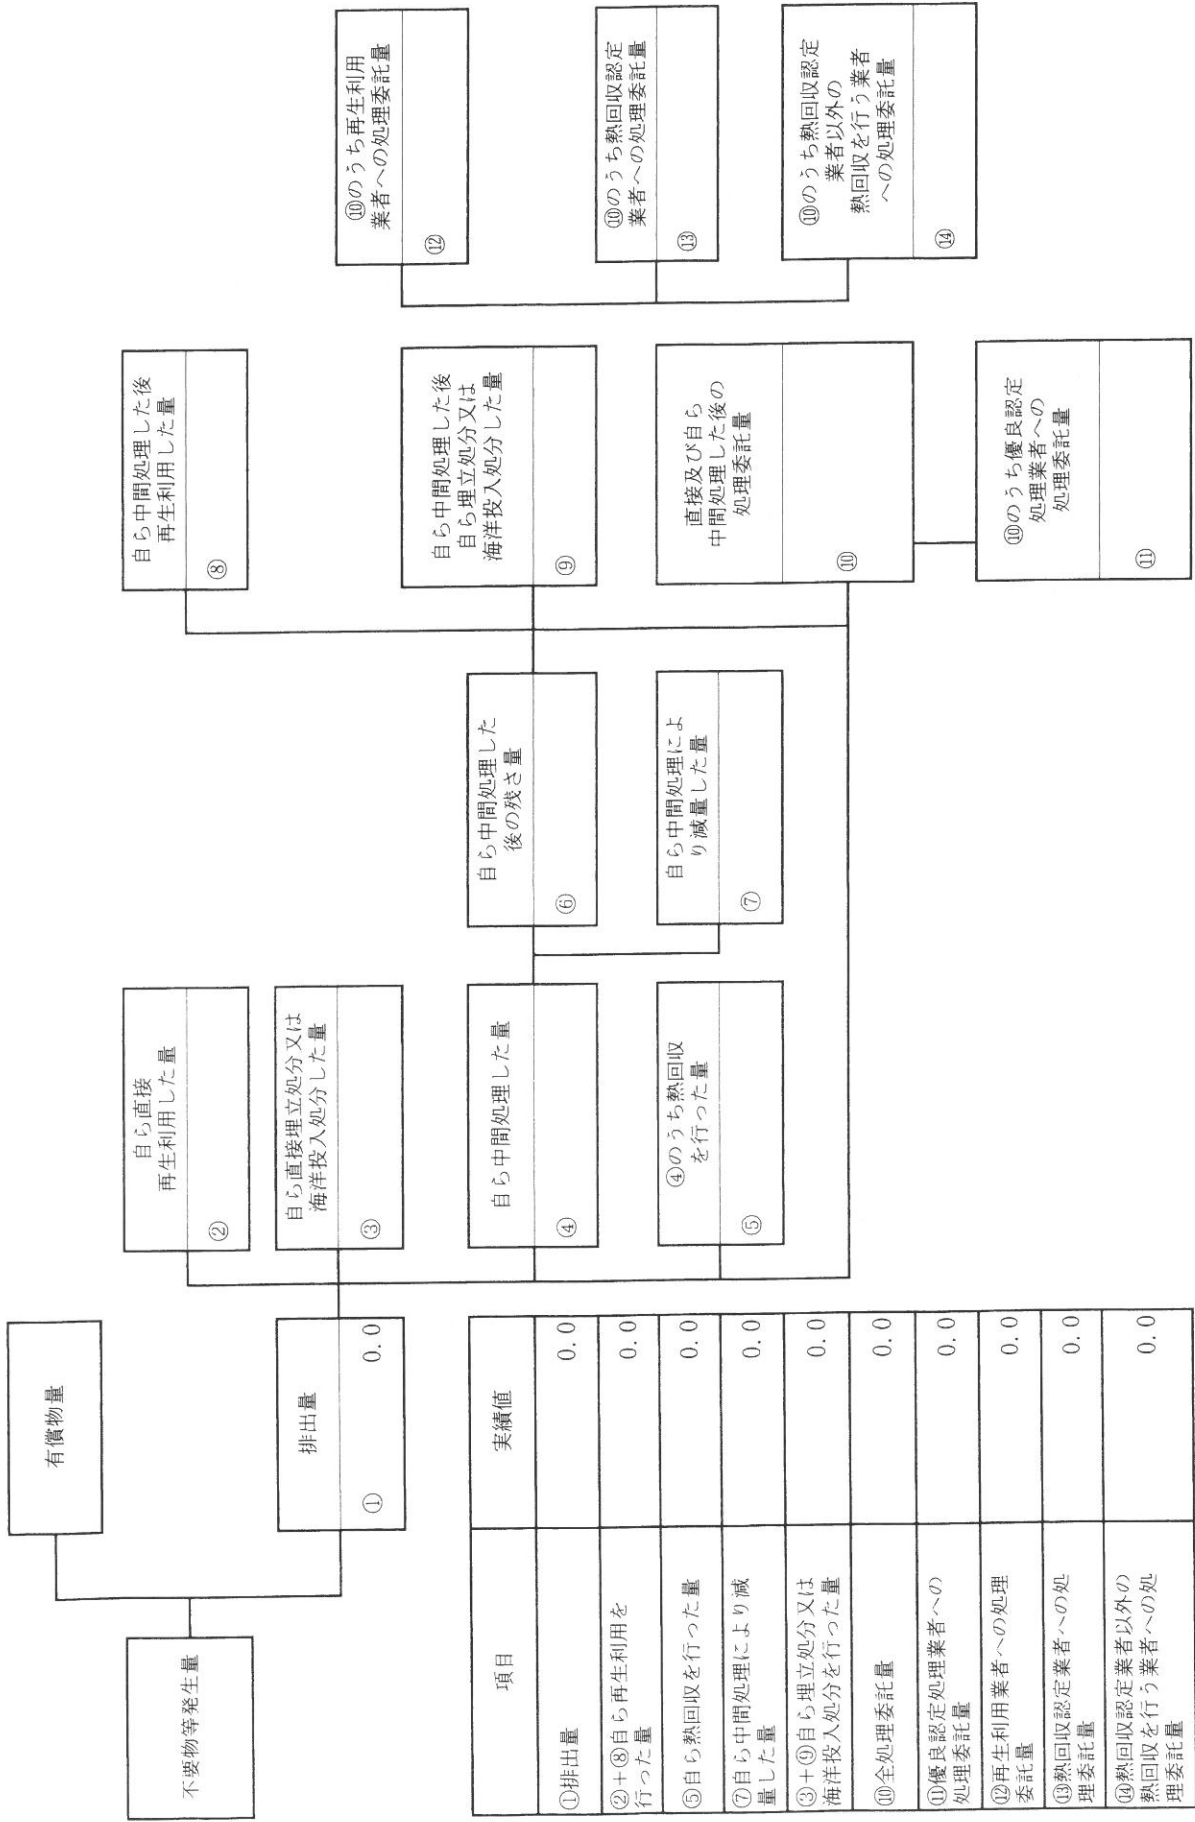 有償物量
不要物等発生量
排出量
①
0.0
自ら直接
再生利用した量
②
自ら直接埋立処分又は
海洋投入処分した量
③
自ら中間処理した量
④
④のうち熱回収
を行った量
⑤
自ら中間処理した
後の残さ量
⑥
自ら中間処理によ
り減量した量
⑦
自ら中間処理した後
再生利用した量
⑧
自ら中間処理した後
自ら埋立処分又は
海洋投入処分した量
⑨
直接及び自ら
中間処理した後の
処理委託量
⑩
⑩のうち優良認定
処理業者への
処理委託量
⑪
⑩のうち再生利用
業者への処理委託量
⑫
⑩のうち熱回収認定
業者への処理委託量
⑬
⑩のうち熱回収認定
業者以外の
熱回収を行う業者
への処理委託量
⑭
項目 実績値
①排出量 0.0
②+⑧自ら再生利用を
行った量 0.0
⑤自ら熱回収を行った量 0.0
⑦自ら中間処理により減
量した量 0.0
③+⑨自ら埋立処分又は
海洋投入処分を行った量 0.0
⑩全処理委託量 0.0
⑪優良認定処理業者への
処理委託量 0.0
⑫再生利用業者への処理
委託量 0.0
⑬熱回収認定業者への処
理委託量 0.0
⑭熱回収認定業者以外の
熱回収を行う業者への処
理委託量 0.0